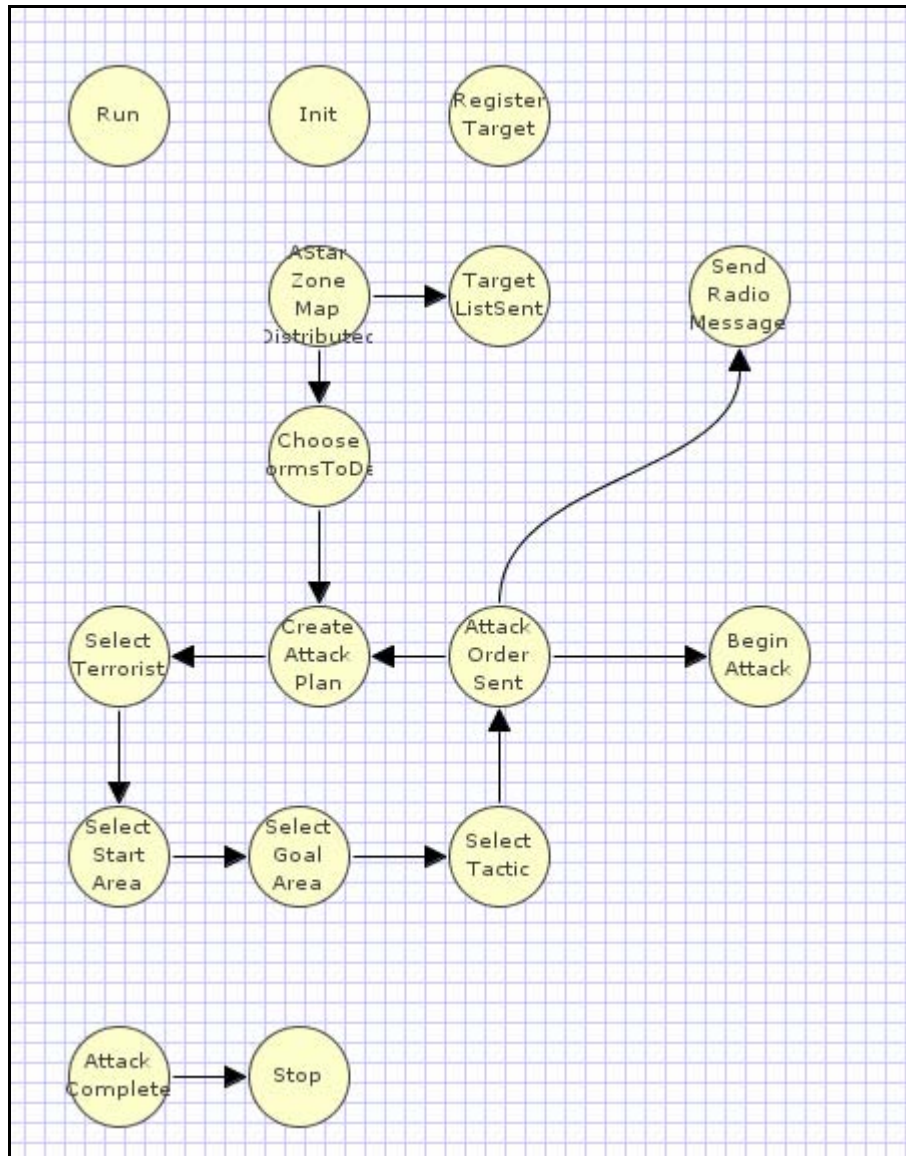 Run
Init
Register
Target
AStar
Zone
Map
Distributed
Target
ListSent
Send
Radio
Message
Choose
ormsToDe
Select
Terrorist
Create
Attack
Plan
Attack
Order
Sent
Begin
Attack
Select
Start
Area
Select
Goal
Area
Select
Tactic
Attack
Complete
Stop